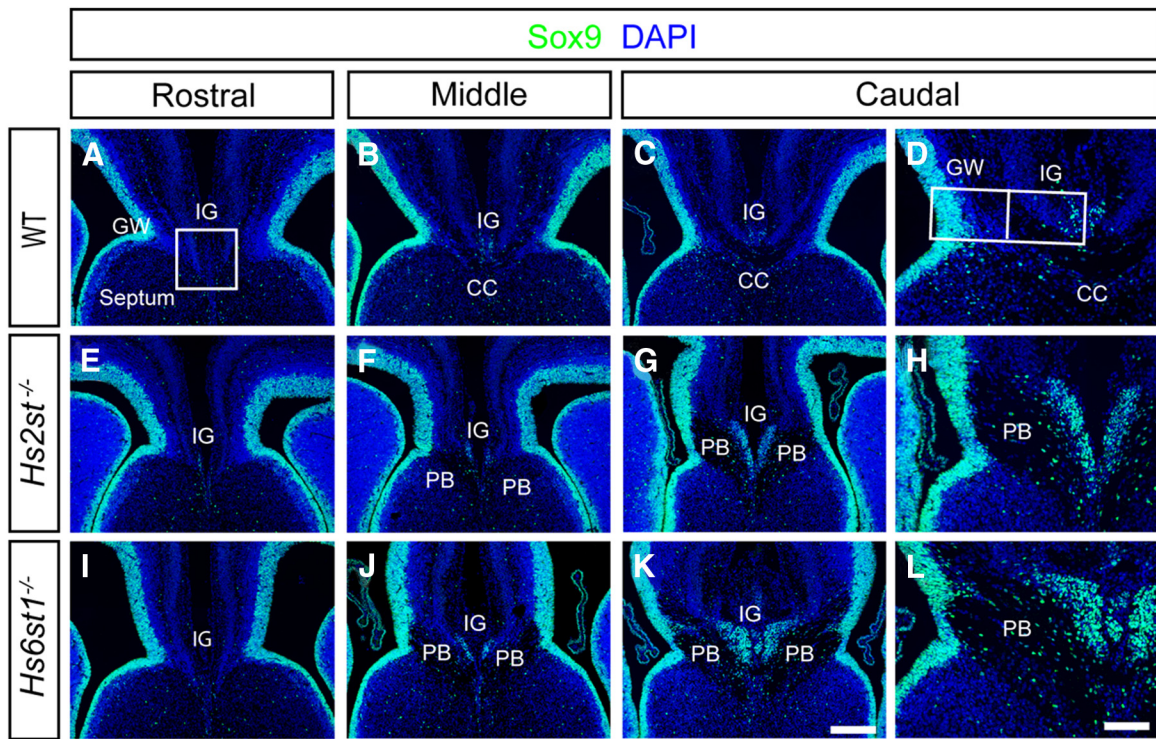 Sox9 DAPI
Rostral Middle Caudal
WT
A GW IG Septum
B IG CC
C IG CC
D GW IG CC
Hs2st-/-
E IG
F IG PB PB
G IG PB PB
H PB
Hs6st1-/-
I IG
J IG PB PB
K IG PB PB
L PB